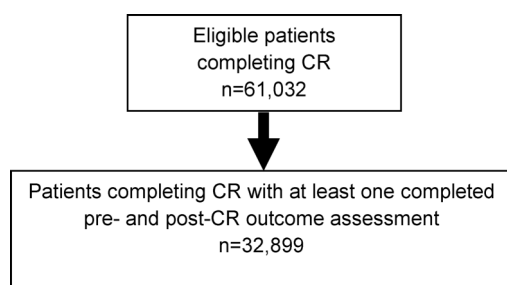 Eligible patients
completing CR
n=61,032
Patients completing CR with at least one completed
pre- and post-CR outcome assessment
n=32,899